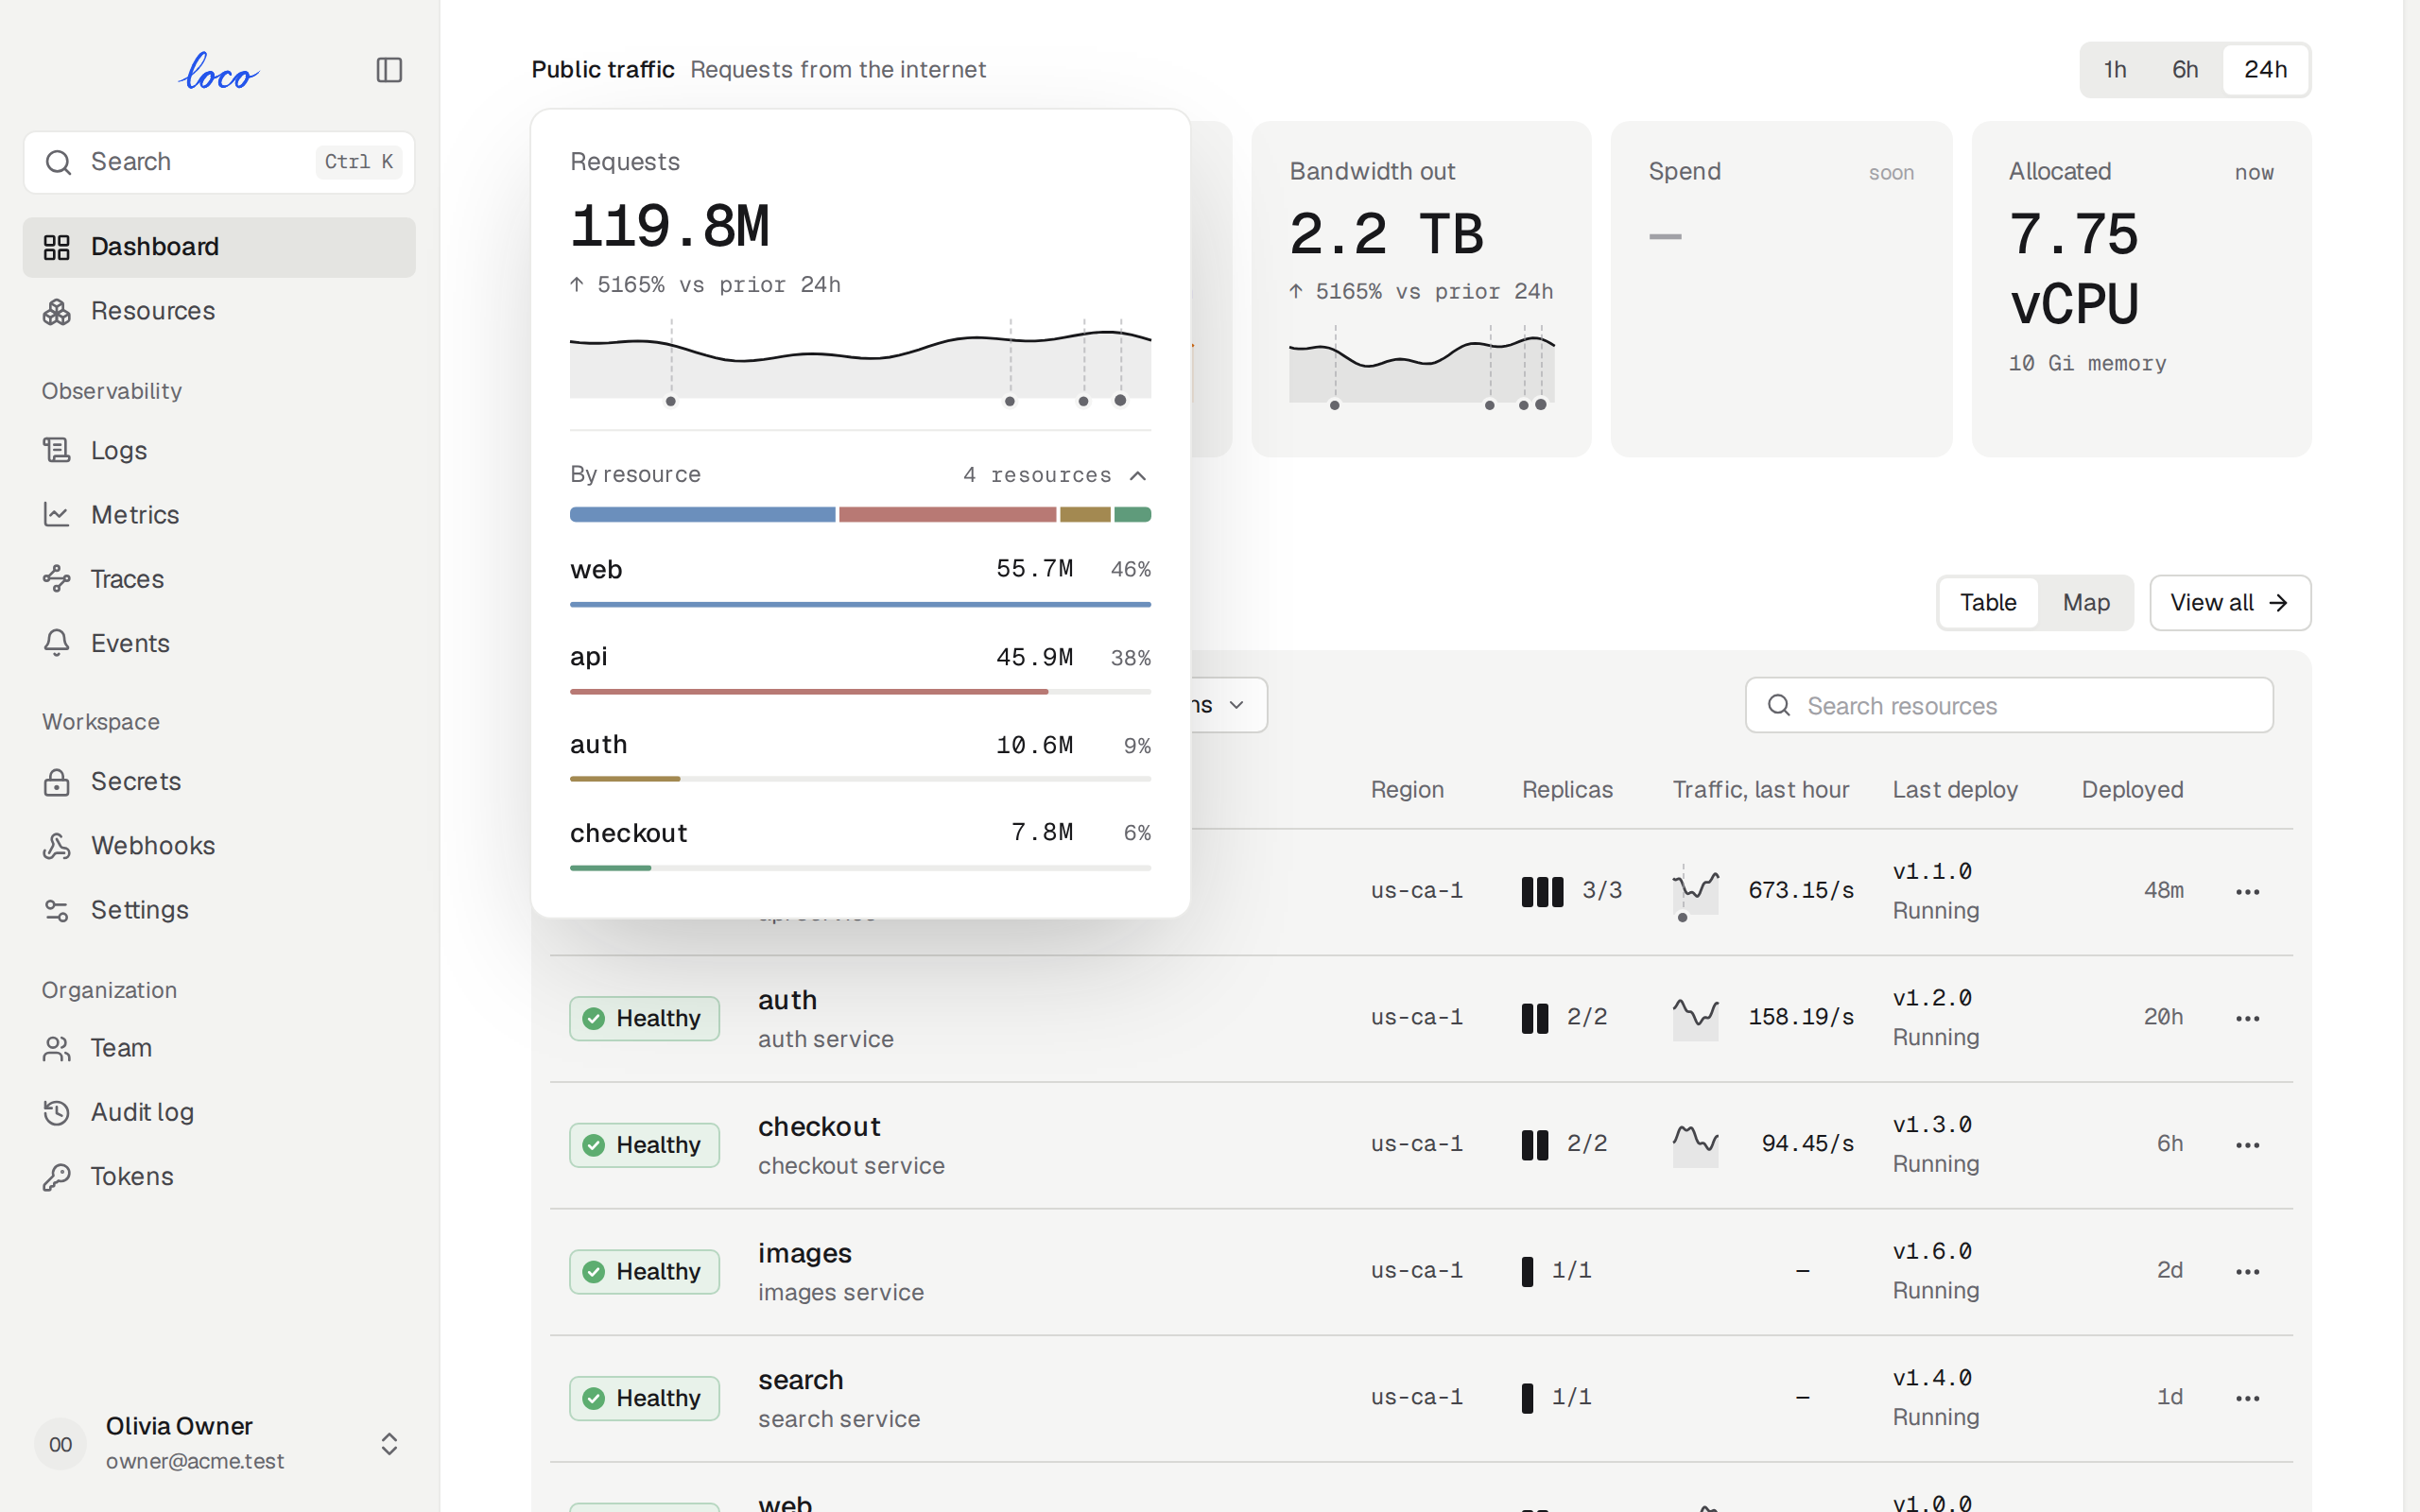 loco
Search
Ctrl K
Dashboard
Resources
Observability
Logs
Metrics
Traces
Events
Workspace
Secrets
Webhooks
Settings
Organization
Team
Audit log
Tokens
OO
Olivia Owner
owner@acme.test
Public traffic Requests from the internet
1h 6h 24h
Requests
119.8M
↑ 5165% vs prior 24h
By resource 4 resources
web 55.7M 46%
api 45.9M 38%
auth 10.6M 9%
checkout 7.8M 6%
Bandwidth out
2.2 TB
↑ 5165% vs prior 24h
Spend soon
—
Allocated now
7.75
vCPU
10 Gi memory
Table Map View all →
Search resources
Region Replicas Traffic, last hour Last deploy Deployed
us-ca-1 3/3 673.15/s v1.1.0 48m
Running
Healthy auth us-ca-1 2/2 158.19/s v1.2.0 20h
auth service Running
Healthy checkout us-ca-1 2/2 94.45/s v1.3.0 6h
checkout service Running
Healthy images us-ca-1 1/1 – v1.6.0 2d
images service Running
Healthy search us-ca-1 1/1 – v1.4.0 1d
search service Running
web v1.0.0